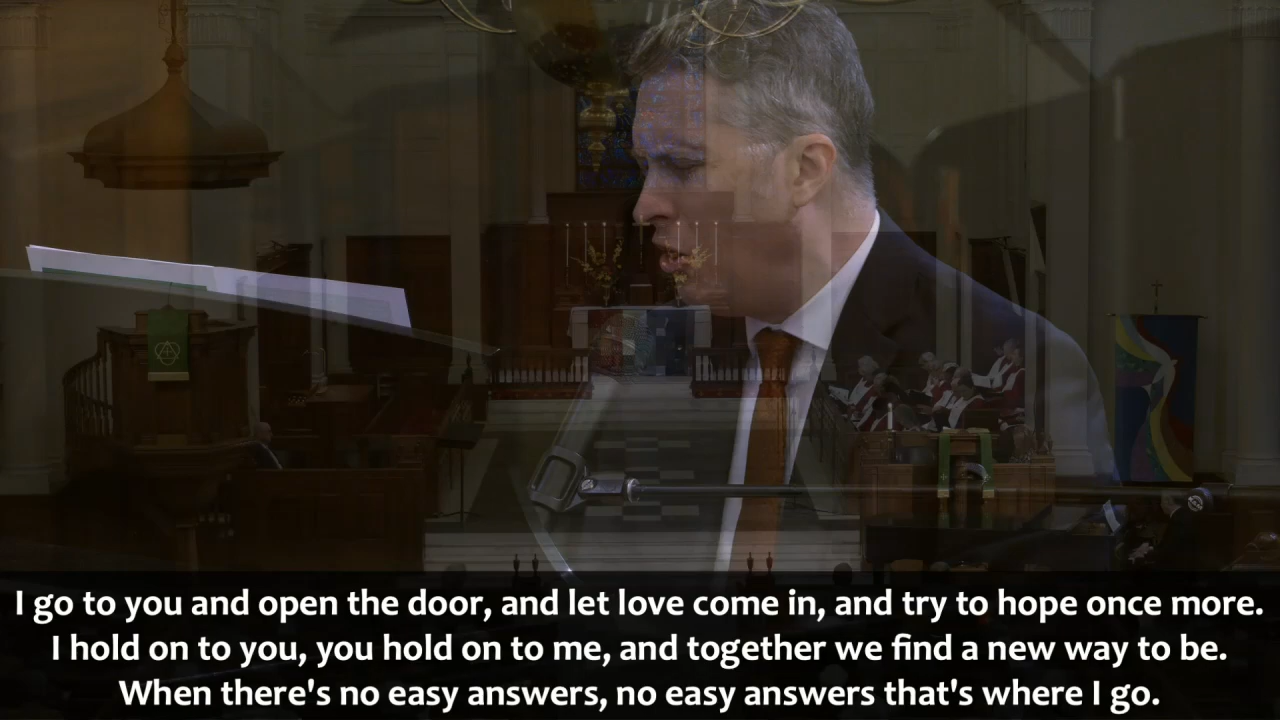 I go to you and open the door, and let love come in, and try to hope once more.
I hold on to you, you hold on to me, and together we find a new way to be.
When there's no easy answers, no easy answers that's where I go.